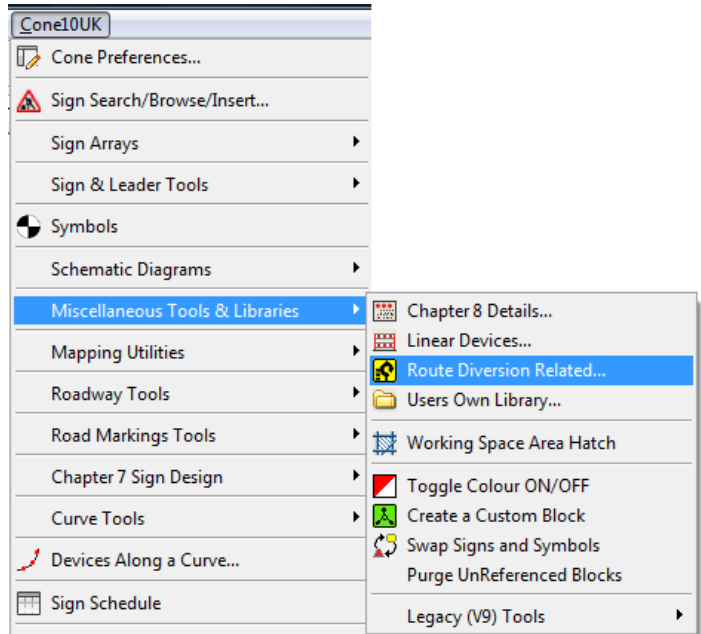 Cone10UK
Cone Preferences...
Sign Search/Browse/Insert...
Sign Arrays
Sign & Leader Tools
Symbols
Schematic Diagrams
Miscellaneous Tools & Libraries
Mapping Utilities
Roadway Tools
Road Markings Tools
Chapter 7 Sign Design
Curve Tools
Devices Along a Curve...
Sign Schedule
Chapter 8 Details...
Linear Devices...
Route Diversion Related...
Users Own Library...
Working Space Area Hatch
Toggle Colour ON/OFF
Create a Custom Block
Swap Signs and Symbols
Purge UnReferenced Blocks
Legacy (V9) Tools